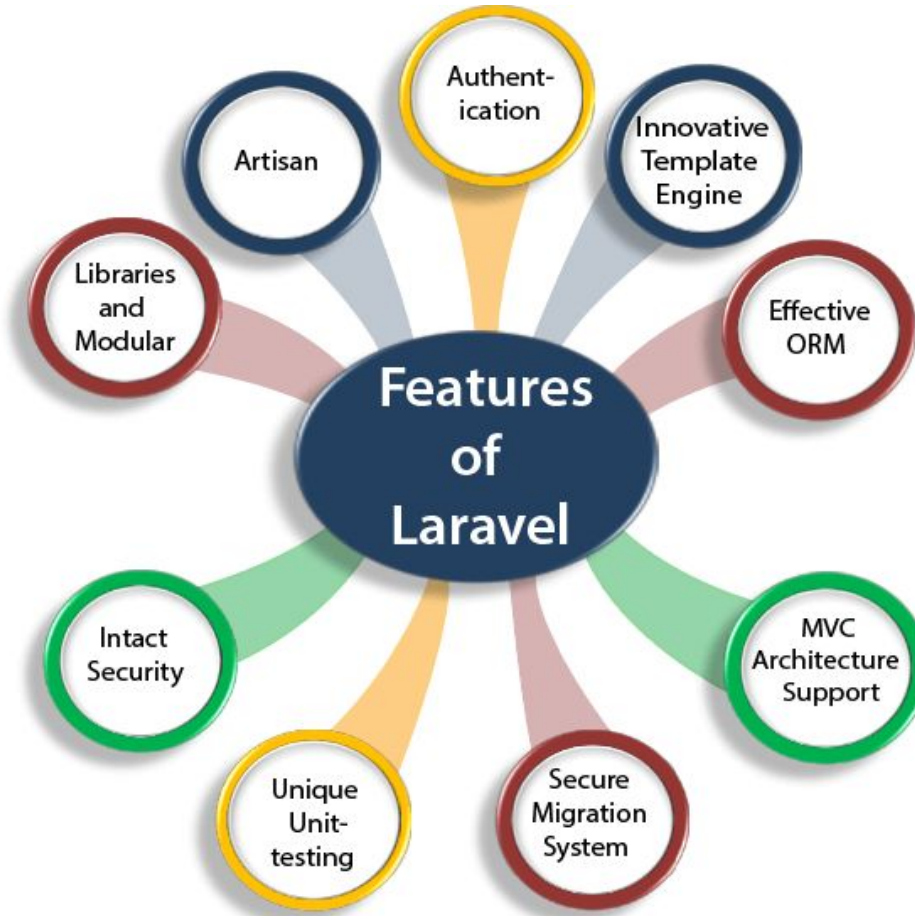 Authent-
ication
Innovative
Template
Engine
Effective
ORM
MVC
Architecture
Support
Secure
Migration
System
Unique
Unit-
testing
Intact
Security
Libraries
and
Modular
Artisan
Features
of
Laravel